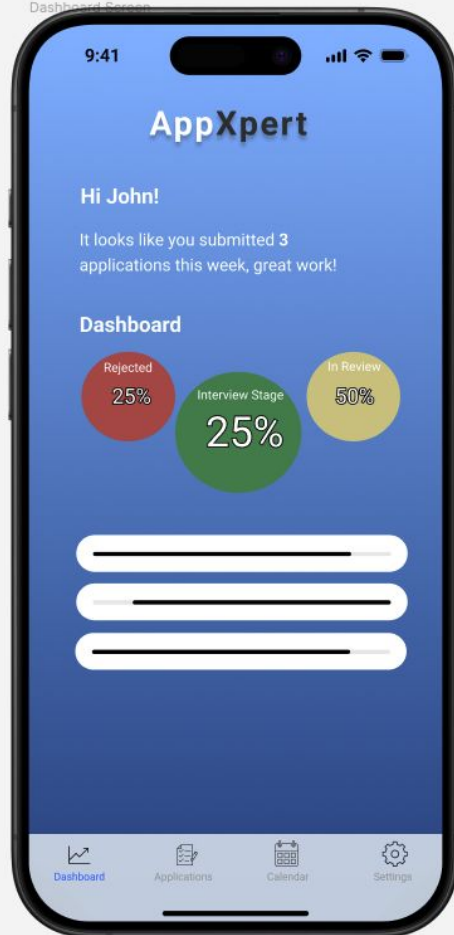 Dashboard Screen
9:41
AppXpert
Hi John!
It looks like you submitted 3
applications this week, great work!
Dashboard
Rejected
25%
Interview Stage
25%
In Review
50%
Dashboard
Applications
Calendar
Settings